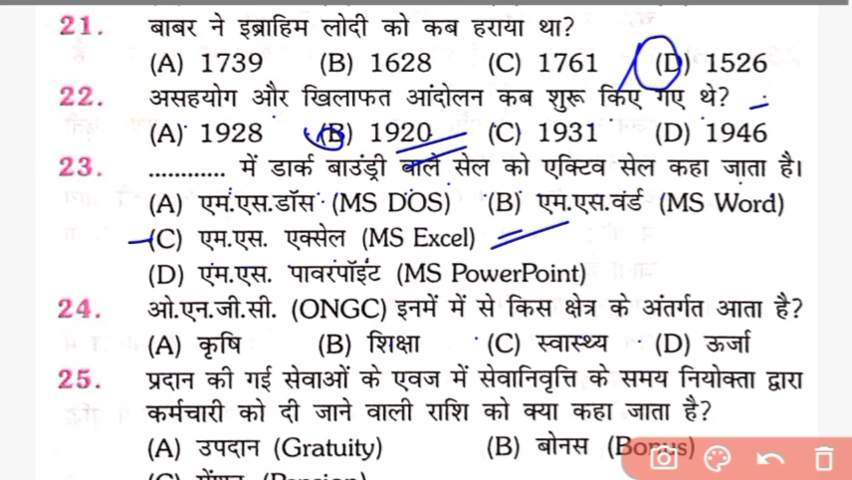 21. बाबर ने इब्राहिम लोदी को कब हराया था?
(A) 1739 (B) 1628 (C) 1761 (D) 1526
22. असहयोग और खिलाफत आंदोलन कब शुरू किए गए थे?
(A) 1928 (B) 1920 (C) 1931 (D) 1946
23. ............. में डार्क बाउंड्री वाले सेल को एक्टिव सेल कहा जाता है।
(A) एम.एस.डॉस (MS DOS) (B) एम.एस.वर्ड (MS Word)
(C) एम.एस. एक्सेल (MS Excel)
(D) एम.एस. पावरपॉइंट (MS PowerPoint)
24. ओ.एन.जी.सी. (ONGC) इनमें में से किस क्षेत्र के अंतर्गत आता है?
(A) कृषि (B) शिक्षा (C) स्वास्थ्य (D) ऊर्जा
25. प्रदान की गई सेवाओं के एवज में सेवानिवृत्ति के समय नियोक्ता द्वारा
कर्मचारी को दी जाने वाली राशि को क्या कहा जाता है?
(A) उपदान (Gratuity) (B) बोनस (Bonus)
(C) पेंशन (Pension)